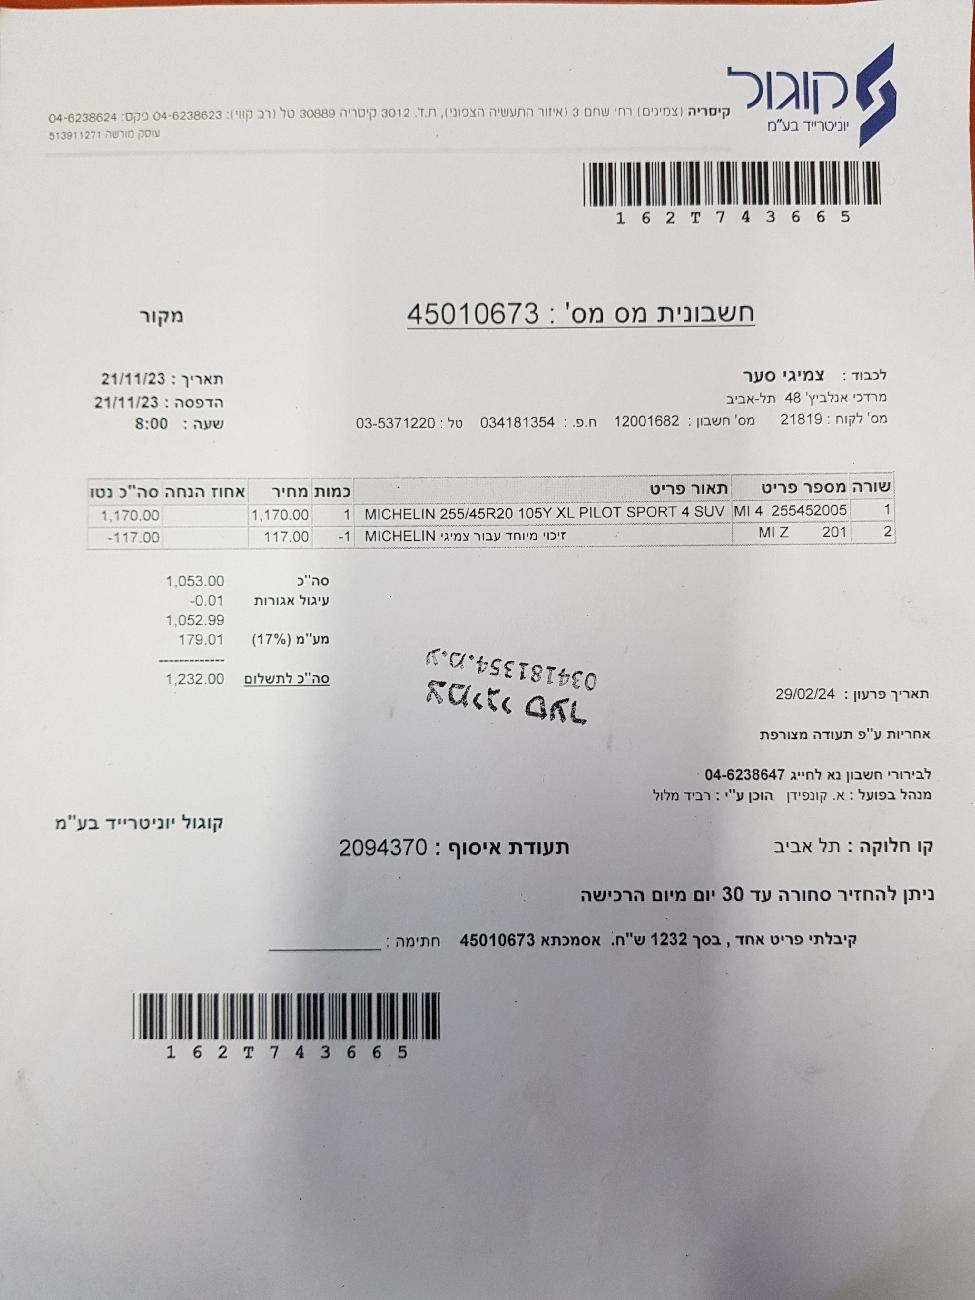 קוגול
יוניטרייד בע"מ
קיסריה (צמיגים) רח' שחם 3 (איזור התעשיה הצפוני), ת.ד. 3012 קיסריה 30889 טל (רב קווי): 04-6238623 פקס: 04-6238624
עוסק מורשה 513911271
162T743665
חשבונית מס מס' : 45010673
מקור
לכבוד : צמיגי סער
מרדכי אנלביץ' 48 תל-אביב
מס' לקוח : 21819 מס' חשבון : 12001682 ח.פ. : 034181354 טל : 03-5371220
תאריך : 21/11/23
הדפסה : 21/11/23
שעה : 8:00
שורה מספר פריט תאור פריט כמות מחיר אחוז הנחה סה"כ נטו
1 MI 4 255452005 MICHELIN 255/45R20 105Y XL PILOT SPORT 4 SUV 1 1,170.00 1,170.00
2 MI Z 201 זיכוי מיוחד עבור צמיגי MICHELIN -1 117.00 -117.00
סה"כ 1,053.00
עיגול אגורות -0.01
1,052.99
מע"מ (17%) 179.01
-------------
סה"כ לתשלום 1,232.00
צמיגי סער
034181354 ע.מ.
תאריך פרעון : 29/02/24
אחריות ע"פ תעודה מצורפת
לבירורי חשבון נא לחייג 04-6238647
מנהל בפועל : א. קונפידן הוכן ע"י : רביד מלול
קוגול יוניטרייד בע"מ
קו חלוקה : תל אביב תעודת איסוף : 2094370
ניתן להחזיר סחורה עד 30 יום מיום הרכישה
קיבלתי פריט אחד , בסך 1232 ש"ח. אסמכתא 45010673 חתימה : ______________
162T743665